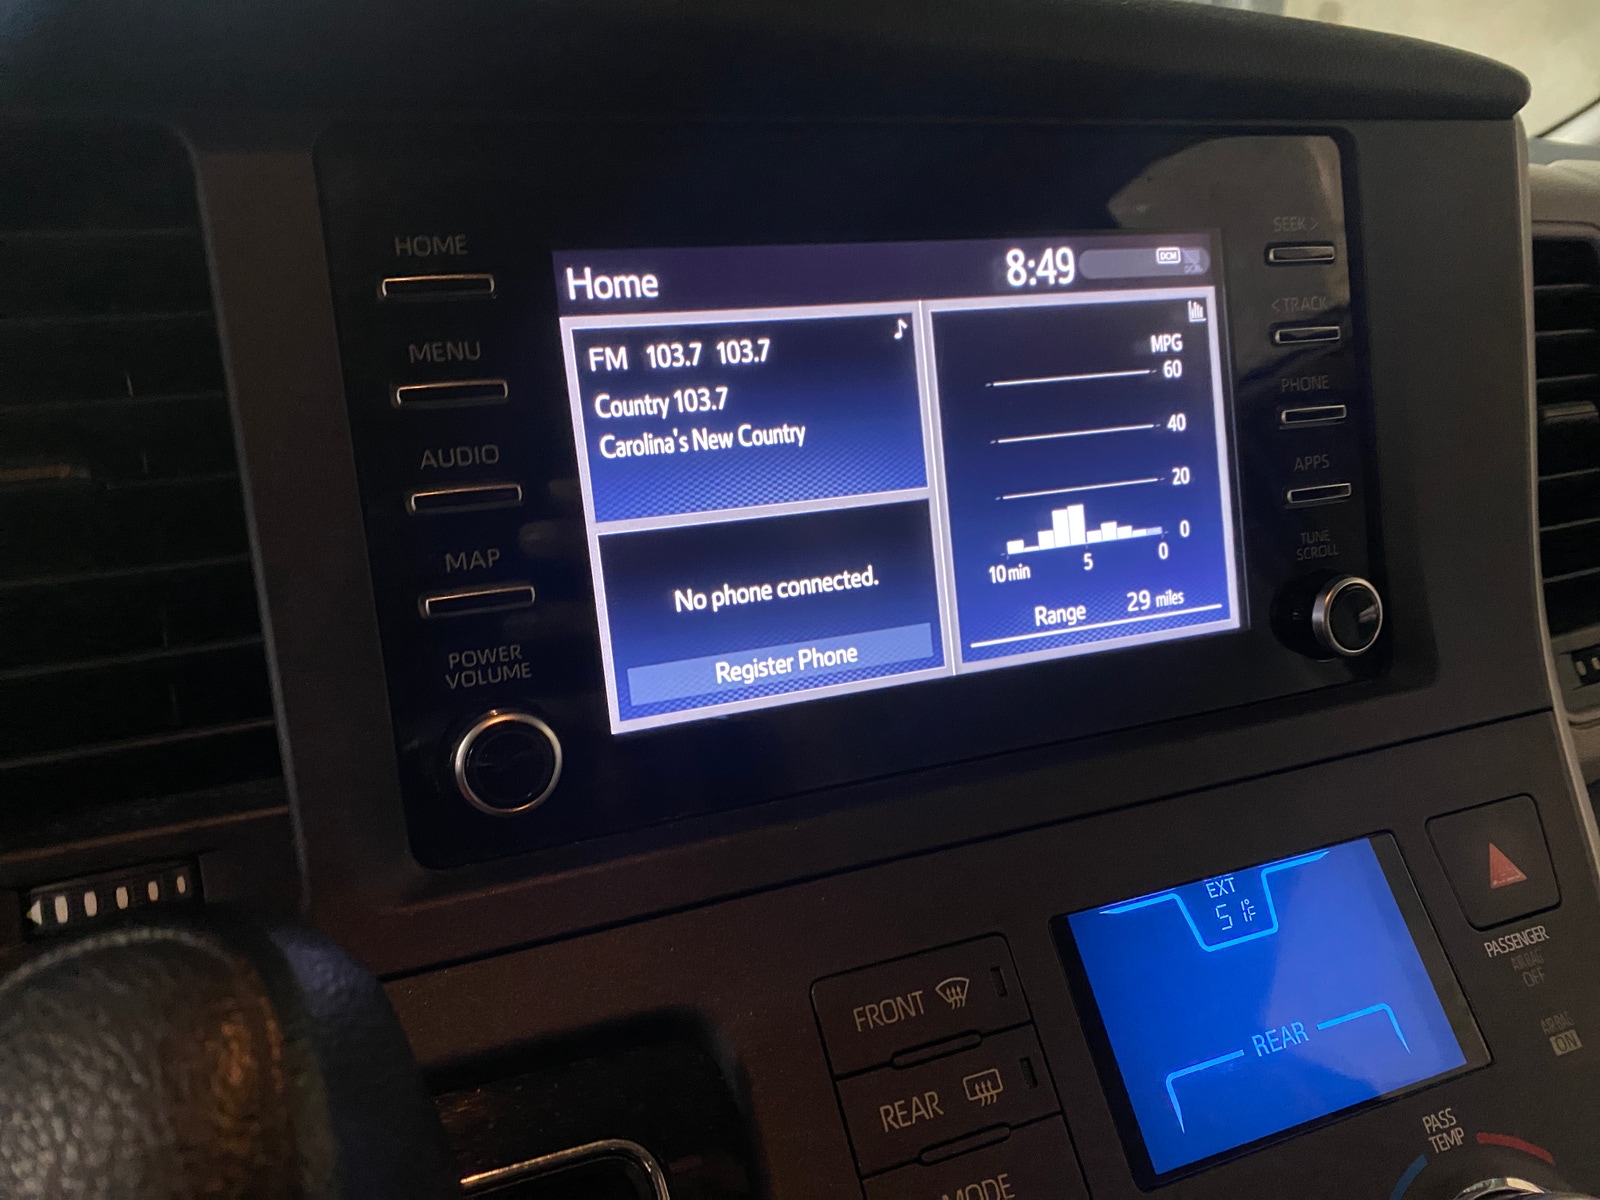 HOME
MENU
AUDIO
MAP
POWER
VOLUME
Home
8:49
DCM
FM 103.7 103.7
Country 103.7
Carolina's New Country
No phone connected.
Register Phone
MPG
60
40
20
0
10 min 5 0
Range 29 miles
SEEK >
< TRACK
PHONE
APPS
TUNE
SCROLL
EXT
51°F
REAR
FRONT
REAR
MODE
PASSENGER
AIRBAG
OFF
AIRBAG
ON
PASS
TEMP